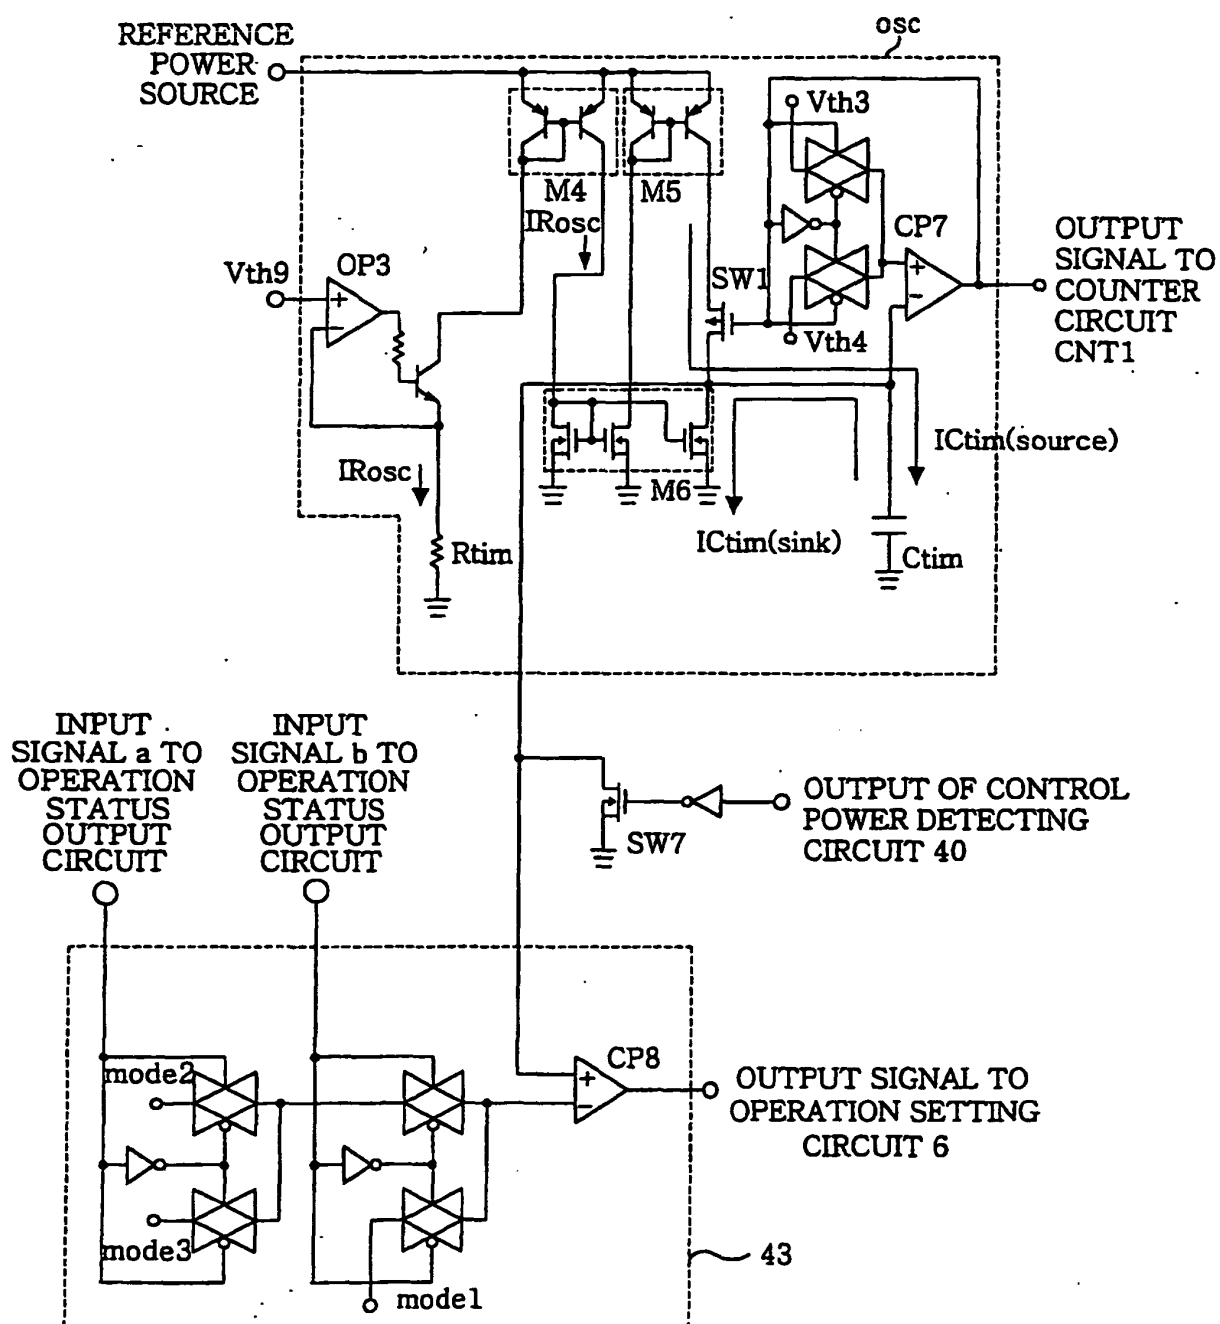 osc
REFERENCE
POWER
SOURCE
Vth3
M4
M5
IRosc
CP7
OUTPUT
SIGNAL TO
COUNTER
CIRCUIT
CNT1
Vth9
OP3
+
−
SW1
+
−
Vth4
ICtim(source)
IRosc
M6
ICtim(sink)
Rtim
Ctim
INPUT
SIGNAL a TO
OPERATION
STATUS
OUTPUT
CIRCUIT
INPUT
SIGNAL b TO
OPERATION
STATUS
OUTPUT
CIRCUIT
OUTPUT OF CONTROL
POWER DETECTING
CIRCUIT 40
SW7
mode2
CP8
+
−
OUTPUT SIGNAL TO
OPERATION SETTING
CIRCUIT 6
mode3
43
mode1